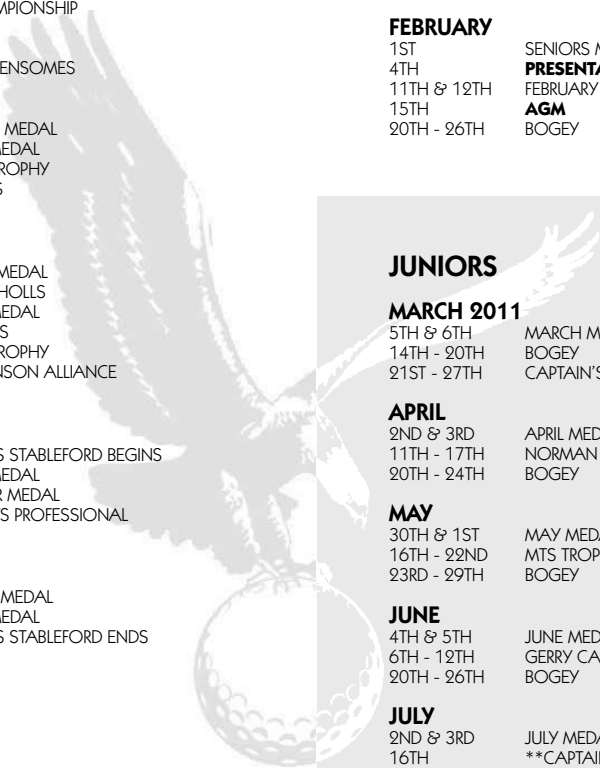 MPIONSHIP
ENSOMES
MEDAL
MEDAL
ROPHY
S
MEDAL
HOLLS
MEDAL
S
ROPHY
NSON ALLIANCE
S STABLEFORD BEGINS
MEDAL
R MEDAL
'S PROFESSIONAL
MEDAL
MEDAL
S STABLEFORD ENDS
FEBRUARY
1ST SENIORS M
4TH PRESENTA
11TH & 12TH FEBRUARY
15TH AGM
20TH - 26TH BOGEY
JUNIORS
MARCH 2011
5TH & 6TH MARCH M
14TH - 20TH BOGEY
21ST - 27TH CAPTAIN'S
APRIL
2ND & 3RD APRIL MED
11TH - 17TH NORMAN
20TH - 24TH BOGEY
MAY
30TH & 1ST MAY MEDA
16TH - 22ND MTS TROP
23RD - 29TH BOGEY
JUNE
4TH & 5TH JUNE MED
6TH - 12TH GERRY CA
20TH - 26TH BOGEY
JULY
2ND & 3RD JULY MEDA
16TH **CAPTAI